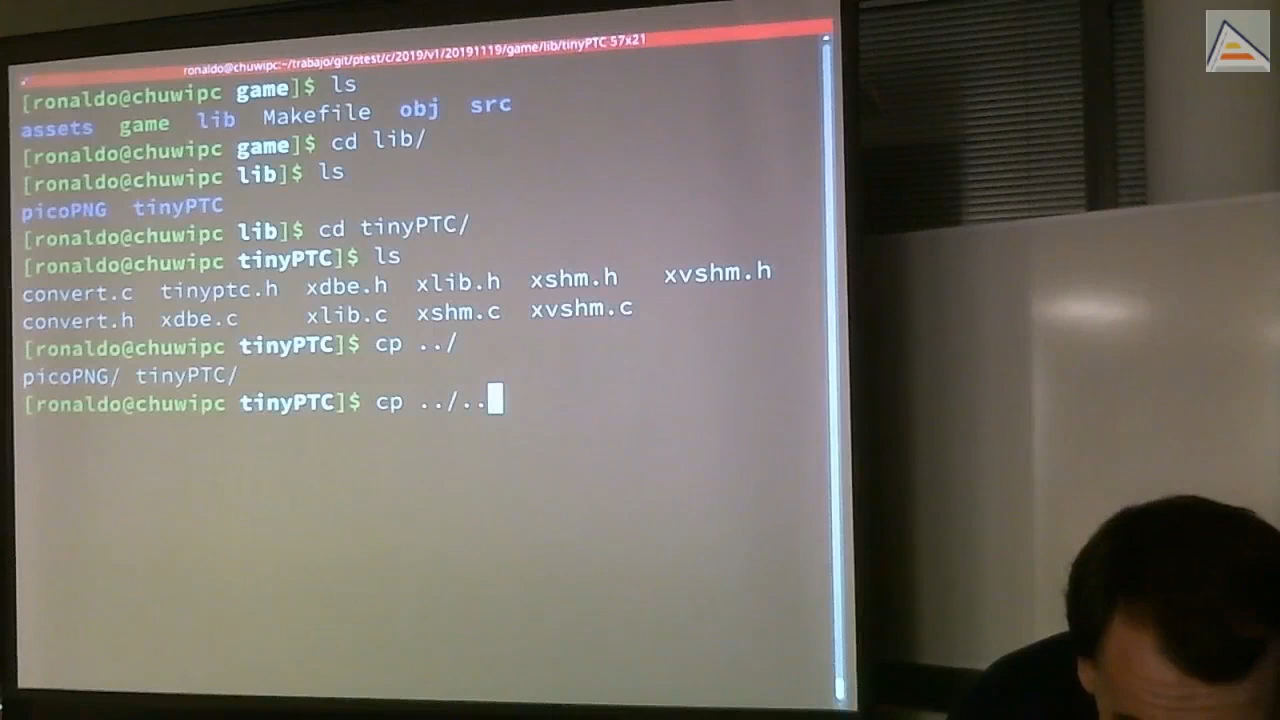 ronaldo@chuwipc:~/trabajo/git/ptest/c/2019/v1/20191119/game/lib/tinyPTC 57x21
[ronaldo@chuwipc game]$ ls
assets game lib Makefile obj src
[ronaldo@chuwipc game]$ cd lib/
[ronaldo@chuwipc lib]$ ls
picoPNG tinyPTC
[ronaldo@chuwipc lib]$ cd tinyPTC/
[ronaldo@chuwipc tinyPTC]$ ls
convert.c tinyptc.h xdbe.h xlib.h xshm.h xvshm.h
convert.h xdbe.c xlib.c xshm.c xvshm.c
[ronaldo@chuwipc tinyPTC]$ cp ../
picoPNG/ tinyPTC/
[ronaldo@chuwipc tinyPTC]$ cp ../..